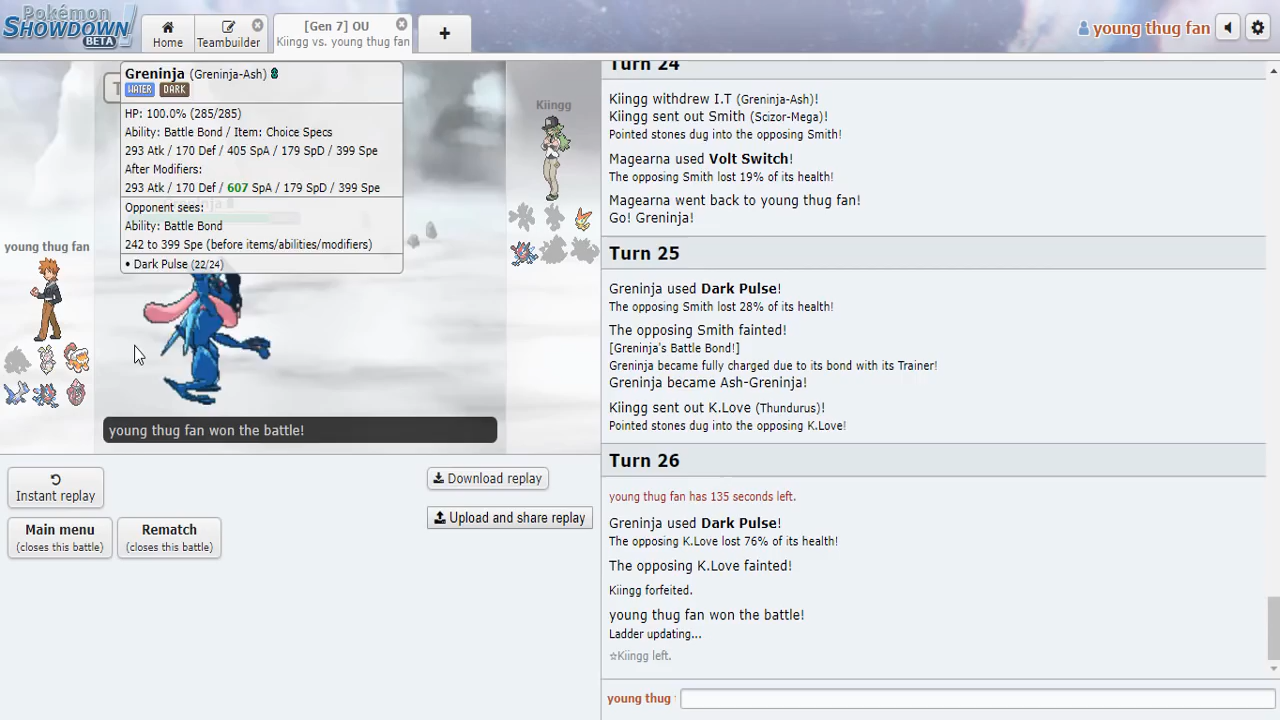 Pokémon
SHOWDOWN
BETA
Home
Teambuilder
[Gen 7] OU
Kiingg vs. young thug fan
+
young thug fan
Greninja (Greninja-Ash)
WATER DARK
HP: 100.0% (285/285)
Ability: Battle Bond / Item: Choice Specs
293 Atk / 170 Def / 405 SpA / 179 SpD / 399 Spe
After Modifiers:
293 Atk / 170 Def / 607 SpA / 179 SpD / 399 Spe
Opponent sees:
Ability: Battle Bond
242 to 399 Spe (before items/abilities/modifiers)
• Dark Pulse (22/24)
Kiingg
young thug fan
young thug fan won the battle!
Instant replay
Download replay
Upload and share replay
Main menu
(closes this battle)
Rematch
(closes this battle)
Turn 24
Kiingg withdrew I.T (Greninja-Ash)!
Kiingg sent out Smith (Scizor-Mega)!
Pointed stones dug into the opposing Smith!
Magearna used Volt Switch!
The opposing Smith lost 19% of its health!
Magearna went back to young thug fan!
Go! Greninja!
Turn 25
Greninja used Dark Pulse!
The opposing Smith lost 28% of its health!
The opposing Smith fainted!
[Greninja's Battle Bond!]
Greninja became fully charged due to its bond with its Trainer!
Greninja became Ash-Greninja!
Kiingg sent out K.Love (Thundurus)!
Pointed stones dug into the opposing K.Love!
Turn 26
young thug fan has 135 seconds left.
Greninja used Dark Pulse!
The opposing K.Love lost 76% of its health!
The opposing K.Love fainted!
Kiingg forfeited.
young thug fan won the battle!
Ladder updating...
☆Kiingg left.
young thug